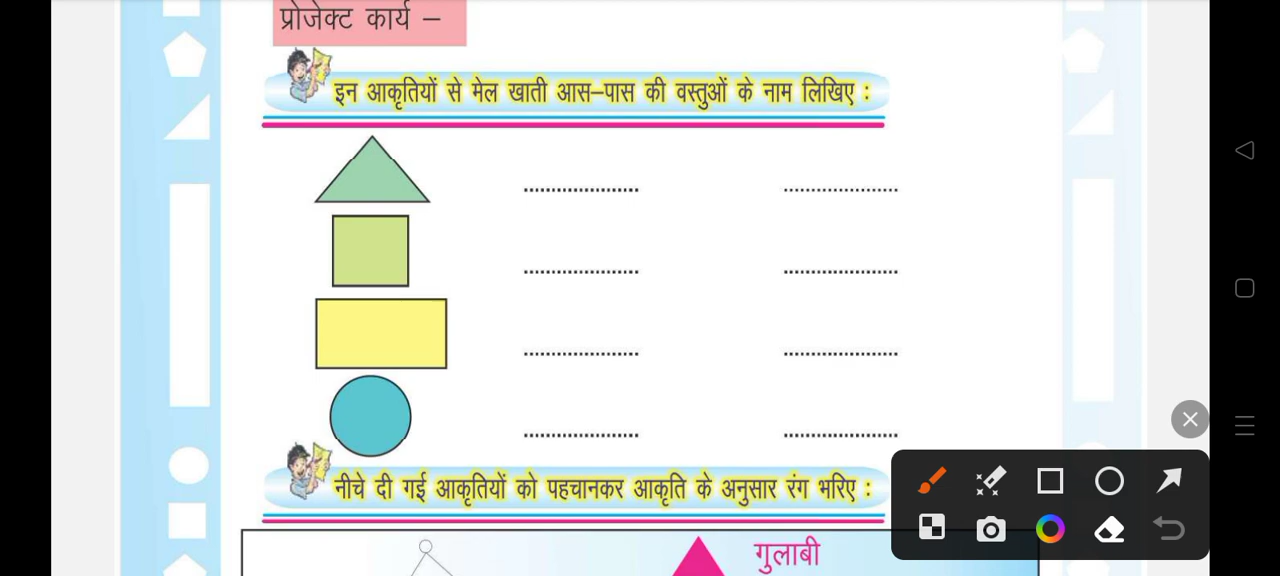 प्रोजेक्ट कार्य –
इन आकृतियों से मेल खाती आस–पास की वस्तुओं के नाम लिखिए :
..................... .....................
..................... .....................
..................... .....................
..................... .....................
नीचे दी गई आकृतियों को पहचानकर आकृति के अनुसार रंग भरिए :
गुलाबी